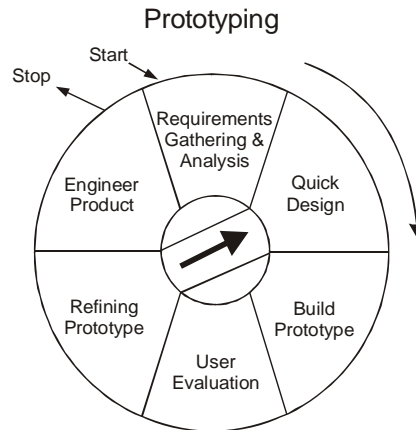 Prototyping
Start
Stop
Requirements
Gathering &
Analysis
Quick
Design
Build
Prototype
User
Evaluation
Refining
Prototype
Engineer
Product